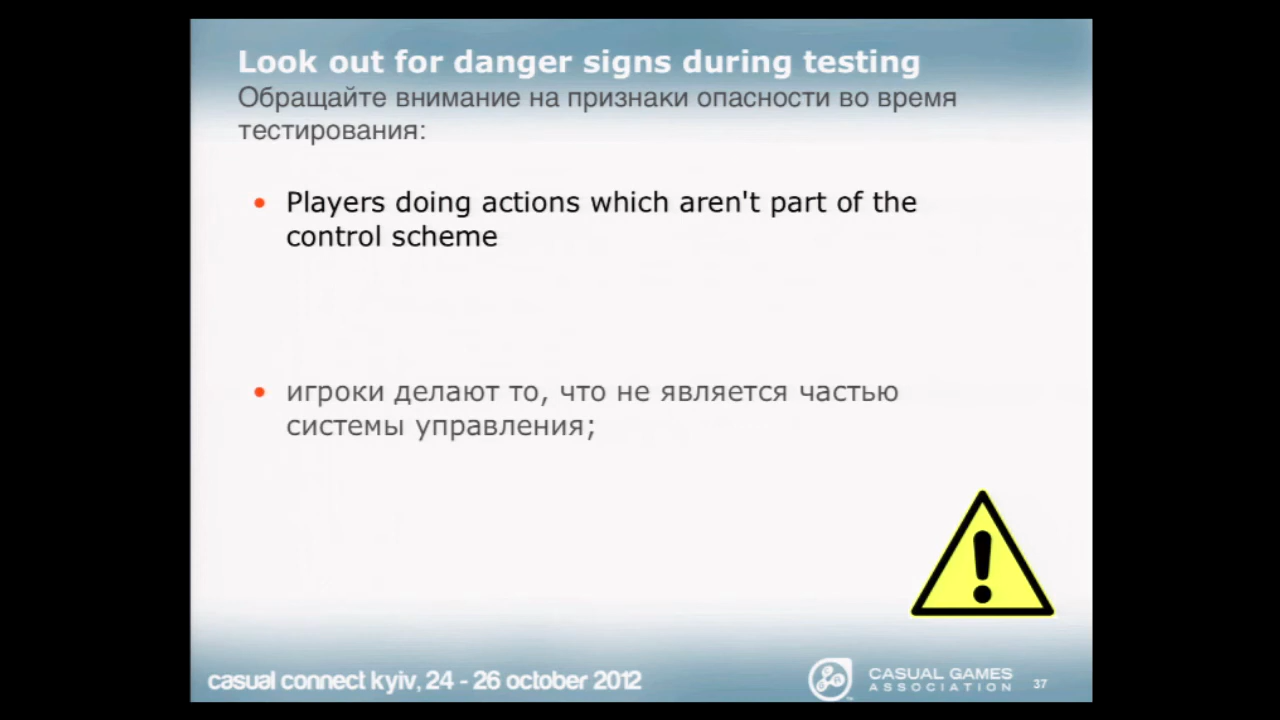 Look out for danger signs during testing
Обращайте внимание на признаки опасности во время
тестирования:
• Players doing actions which aren't part of the
control scheme
• игроки делают то, что не является частью
системы управления;
casual connect kyiv, 24 - 26 october 2012
CASUAL GAMES
ASSOCIATION
37